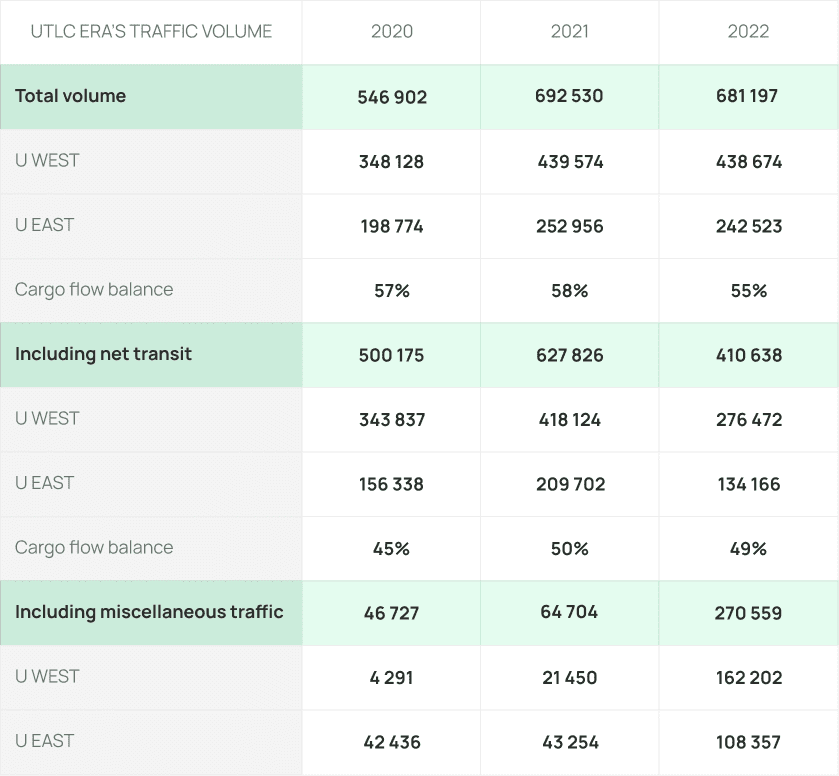 UTLC ERA'S TRAFFIC VOLUME 2020 2021 2022
Total volume 546 902 692 530 681 197
U WEST 348 128 439 574 438 674
U EAST 198 774 252 956 242 523
Cargo flow balance 57% 58% 55%
Including net transit 500 175 627 826 410 638
U WEST 343 837 418 124 276 472
U EAST 156 338 209 702 134 166
Cargo flow balance 45% 50% 49%
Including miscellaneous traffic 46 727 64 704 270 559
U WEST 4 291 21 450 162 202
U EAST 42 436 43 254 108 357